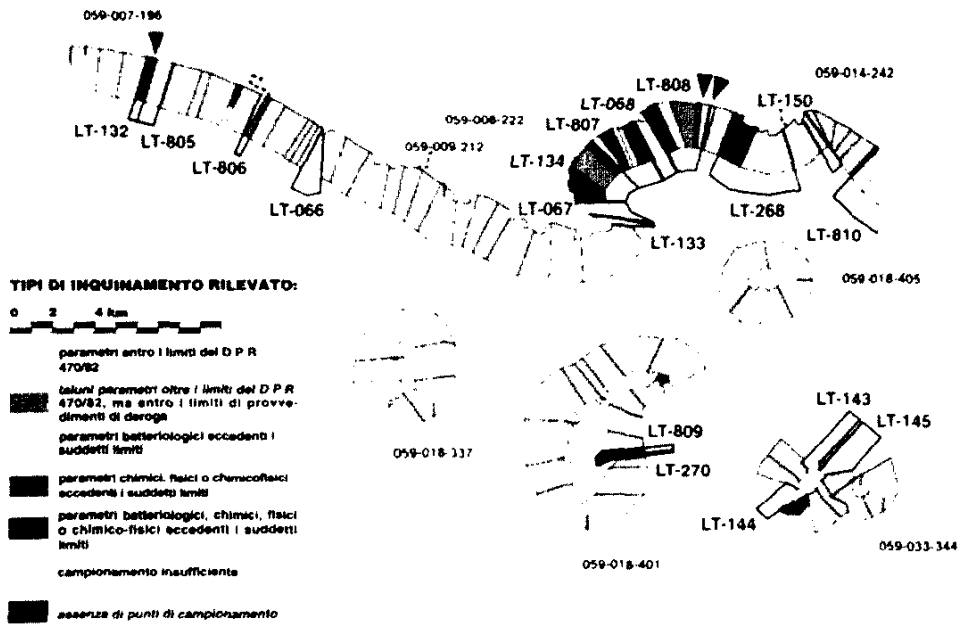 059-007-196
059-014-242
LT-808
LT-150
LT-068
059-008-222
LT-807
LT-132
LT-805
059-009-212
LT-134
LT-806
LT-066
LT-067
LT-268
LT-133
LT-810
TIPI DI INQUINAMENTO RILEVATO:
059-018-405
0 2 4 km
parametri entro i limiti del D P R
470/82
taluni parametri oltre i limiti del D P R
470/82, ma entro i limiti di provve-
dimenti di deroga
parametri batteriologici eccedenti i
suddetti limiti
parametri chimici, fisici o chimicofisici
eccedenti i suddetti limiti
parametri batteriologici, chimici, fisici
o chimico-fisici eccedenti i suddetti
limiti
campionamento insufficiente
assenza di punti di campionamento
059-018-337
LT-809
LT-270
059-018-401
LT-143
LT-145
LT-144
059-033-344